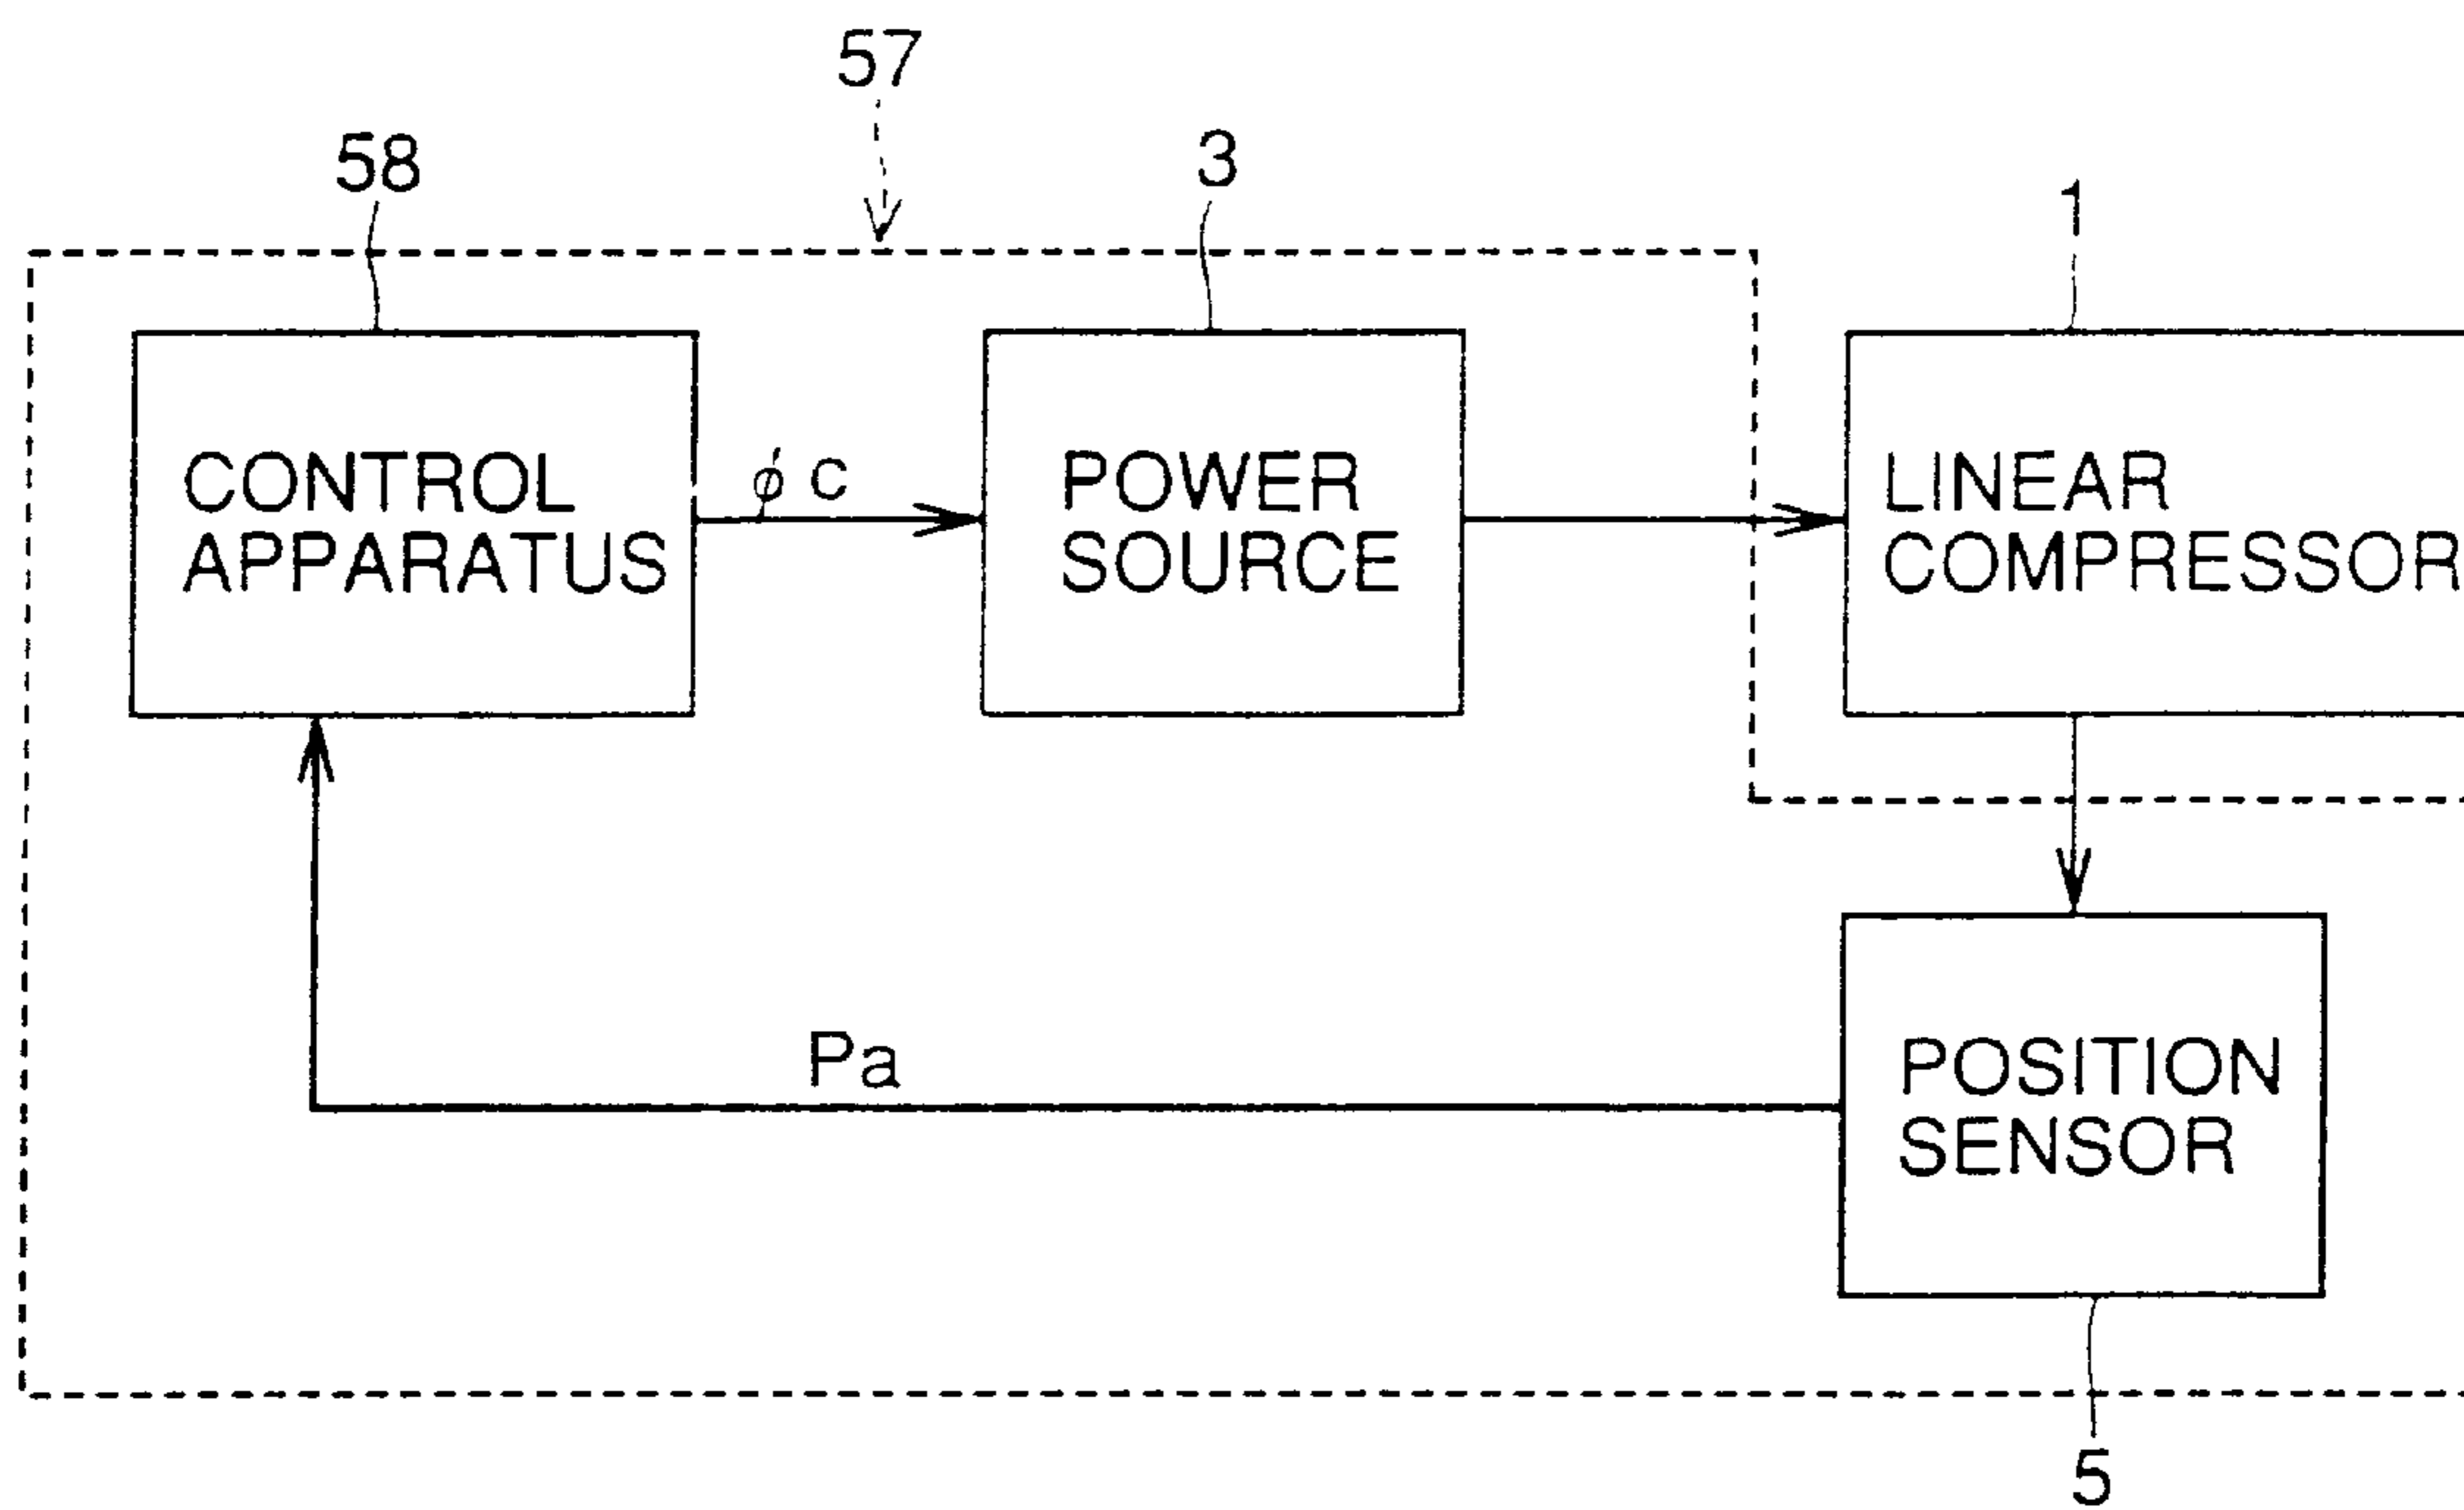 57
58
3
1
CONTROL
APPARATUS
ϕc
POWER
SOURCE
LINEAR
COMPRESSOR
Pa
POSITION
SENSOR
5